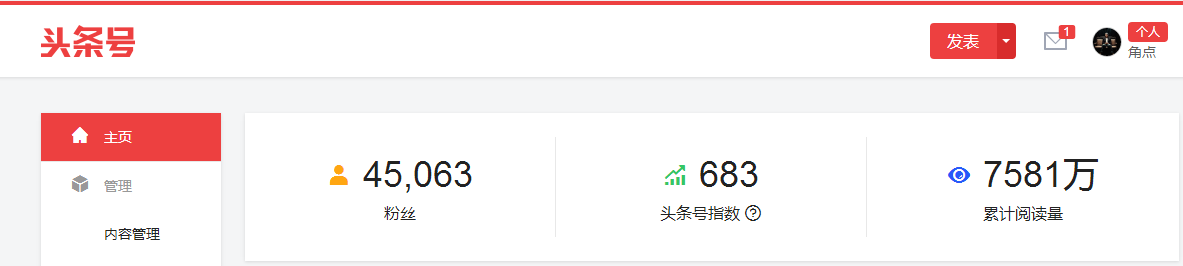 头条号
发表
1
个人
角点
主页
管理
内容管理
45,063
粉丝
683
头条号指数
7581万
累计阅读量